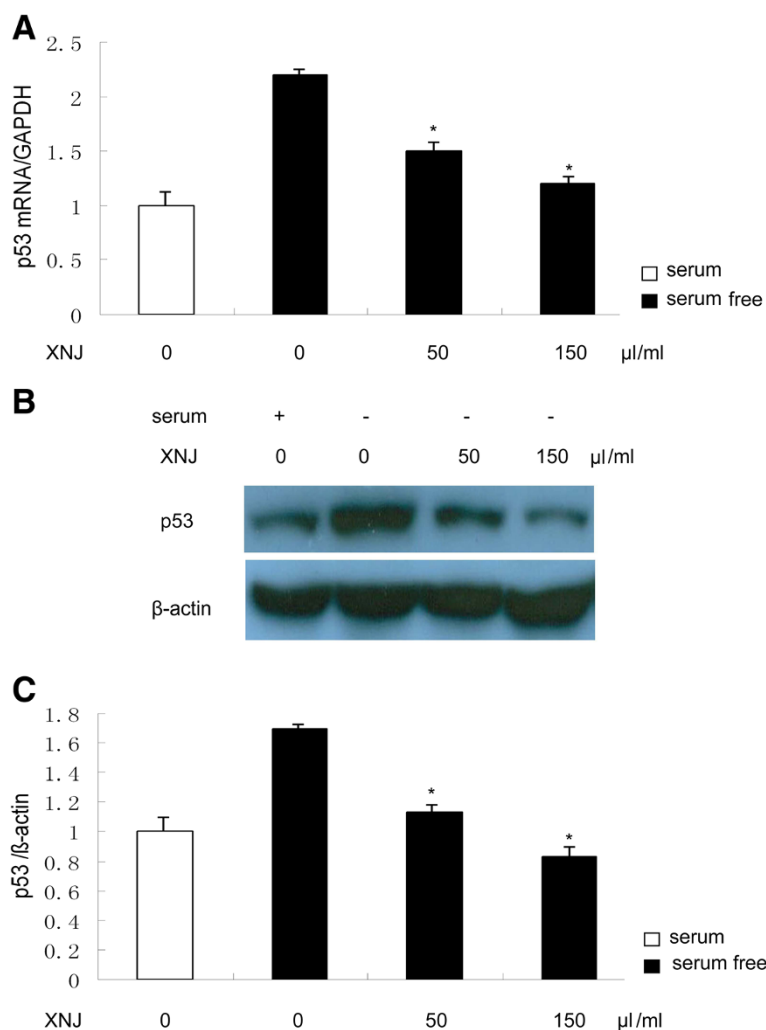 A
p53 mRNA/GAPDH
2.5
2
1.5
1
0.5
0
*
*
serum
serum free
XNJ 0 0 50 150 µl/ml
B
serum + - - -
XNJ 0 0 50 150 µl/ml
p53
β-actin
C
p53 /ß-actin
1.8
1.6
1.4
1.2
1
0.8
0.6
0.4
0.2
0
*
*
serum
serum free
XNJ 0 0 50 150 µl/ml